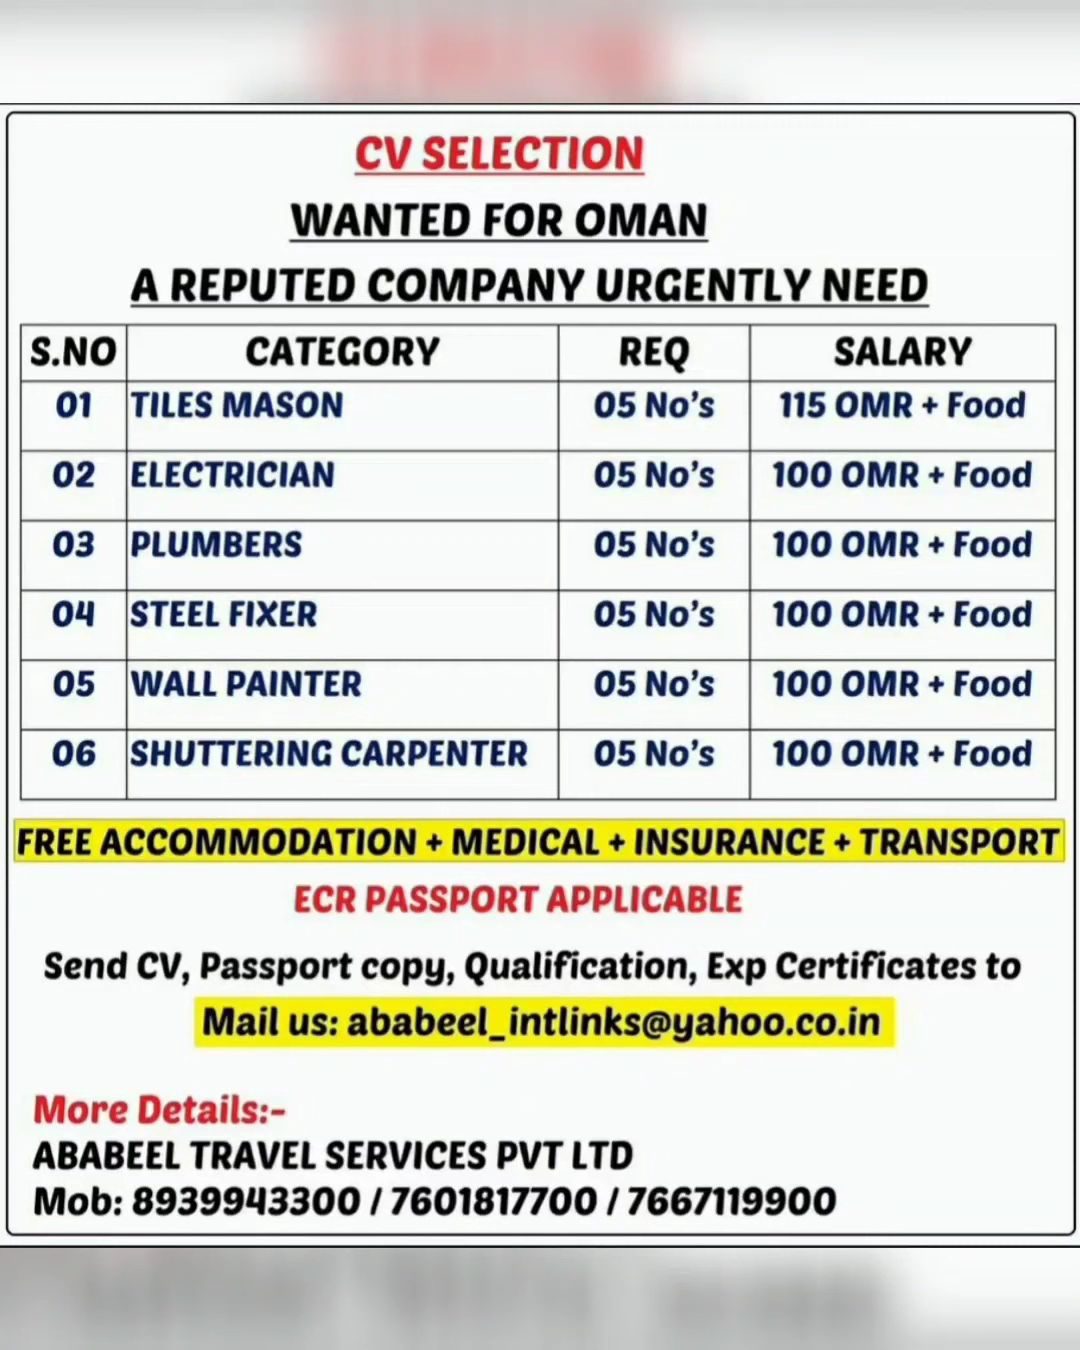 CV SELECTION
WANTED FOR OMAN
A REPUTED COMPANY URGENTLY NEED
S.NO CATEGORY REQ SALARY
01 TILES MASON 05 No's 115 OMR + Food
02 ELECTRICIAN 05 No's 100 OMR + Food
03 PLUMBERS 05 No's 100 OMR + Food
04 STEEL FIXER 05 No's 100 OMR + Food
05 WALL PAINTER 05 No's 100 OMR + Food
06 SHUTTERING CARPENTER 05 No's 100 OMR + Food
FREE ACCOMMODATION + MEDICAL + INSURANCE + TRANSPORT
ECR PASSPORT APPLICABLE
Send CV, Passport copy, Qualification, Exp Certificates to
Mail us: ababeel_intlinks@yahoo.co.in
More Details:-
ABABEEL TRAVEL SERVICES PVT LTD
Mob: 8939943300 / 7601817700 / 7667119900